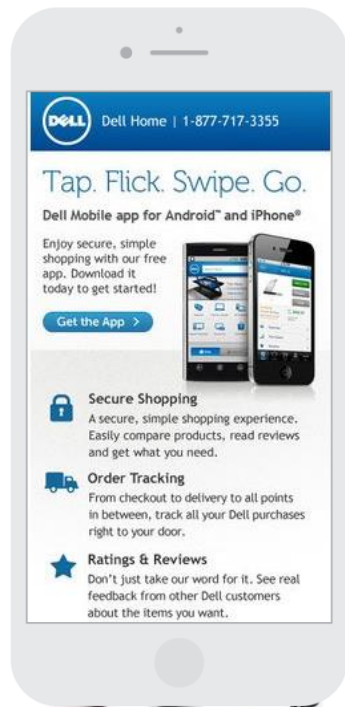 DELL
Dell Home | 1-877-717-3355
Tap. Flick. Swipe. Go.
Dell Mobile app for Android™ and iPhone®
Enjoy secure, simple
shopping with our free
app. Download it
today to get started!
Get the App >
Secure Shopping
A secure, simple shopping experience.
Easily compare products, read reviews
and get what you need.
Order Tracking
From checkout to delivery to all points
in between, track all your Dell purchases
right to your door.
Ratings & Reviews
Don't just take our word for it. See real
feedback from other Dell customers
about the items you want.